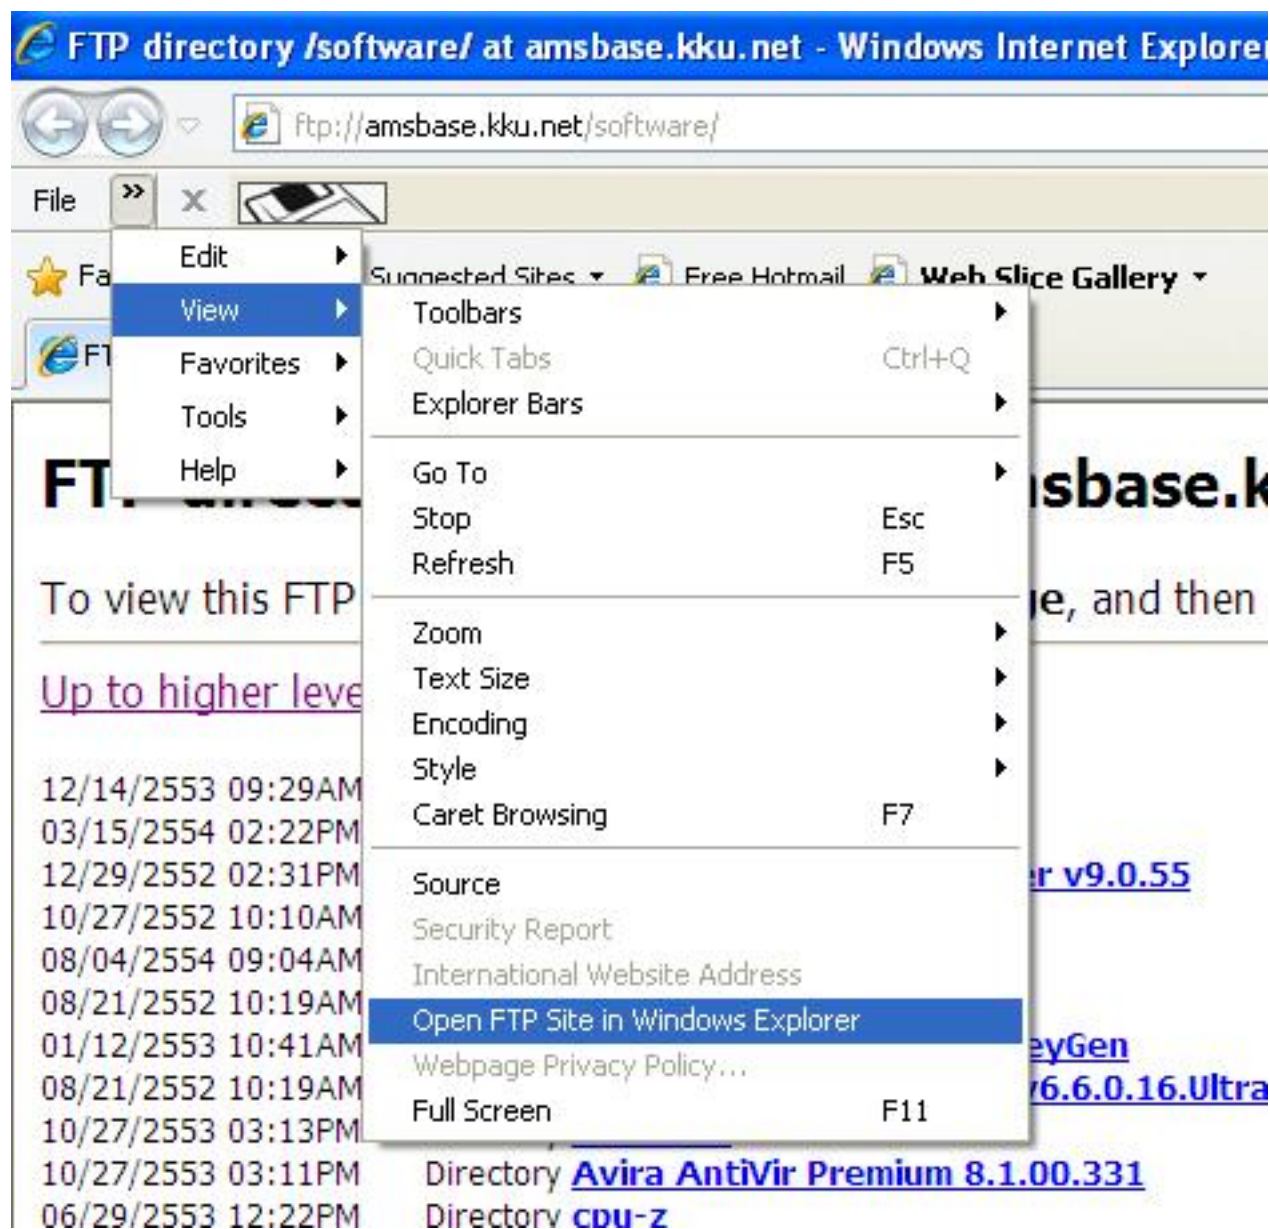 FTP directory /software/ at amsbase.kku.net - Windows Internet Explorer
ftp://amsbase.kku.net/software/
File » X
Fa Suggested Sites Free Hotmail Web Slice Gallery
FT
Edit
View
Favorites
Tools
Help
Toolbars
Quick Tabs Ctrl+Q
Explorer Bars
Go To
Stop Esc
Refresh F5
Zoom
Text Size
Encoding
Style
Caret Browsing F7
Source
Security Report
International Website Address
Open FTP Site in Windows Explorer
Webpage Privacy Policy...
Full Screen F11
sbase.k
To view this FTP e, and then
Up to higher leve
12/14/2553 09:29AM
03/15/2554 02:22PM
12/29/2552 02:31PM r v9.0.55
10/27/2552 10:10AM
08/04/2554 09:04AM
08/21/2552 10:19AM
01/12/2553 10:41AM eyGen
08/21/2552 10:19AM v6.6.0.16.Ultra
10/27/2553 03:13PM
10/27/2553 03:11PM Directory Avira AntiVir Premium 8.1.00.331
06/29/2553 12:22PM Directory cpu-z